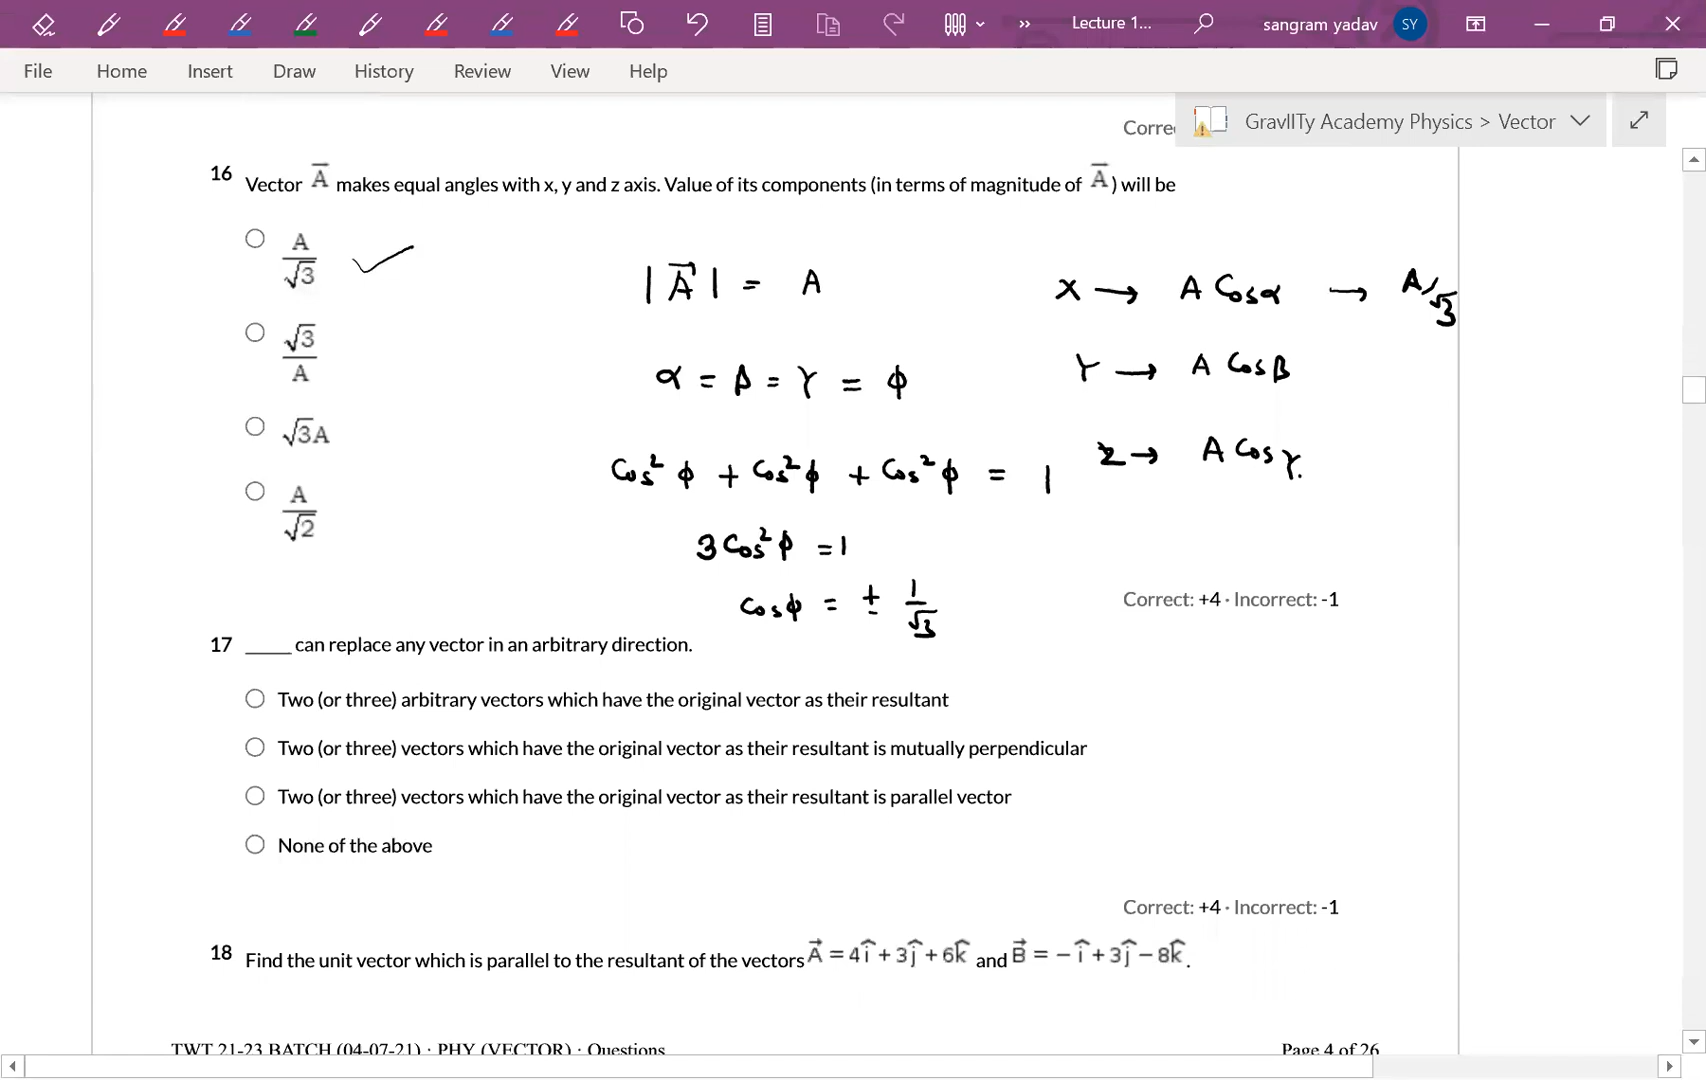 Lecture 1...
sangram yadav
SY
File Home Insert Draw History Review View Help
GravIITy Academy Physics > Vector
16 Vector A⃗ makes equal angles with x, y and z axis. Value of its components (in terms of magnitude of A⃗) will be
A/√3
√3/A
√3A
A/√2
|A⃗| = A
α = β = γ = ϕ
Cos²ϕ + Cos²ϕ + Cos²ϕ = 1
3Cos²ϕ = 1
cosϕ = ± 1/√3
X → A Cosα → A/√3
Y → A Cosβ
Z → A Cosγ.
Correct: +4 · Incorrect: -1
17 _____ can replace any vector in an arbitrary direction.
Two (or three) arbitrary vectors which have the original vector as their resultant
Two (or three) vectors which have the original vector as their resultant is mutually perpendicular
Two (or three) vectors which have the original vector as their resultant is parallel vector
None of the above
Correct: +4 · Incorrect: -1
18 Find the unit vector which is parallel to the resultant of the vectors A⃗ = 4î + 3ĵ + 6k̂ and B⃗ = −î + 3ĵ − 8k̂.
TWT 21-23 BATCH (04-07-21) · PHY (VECTOR) · Questions
Page 4 of 26